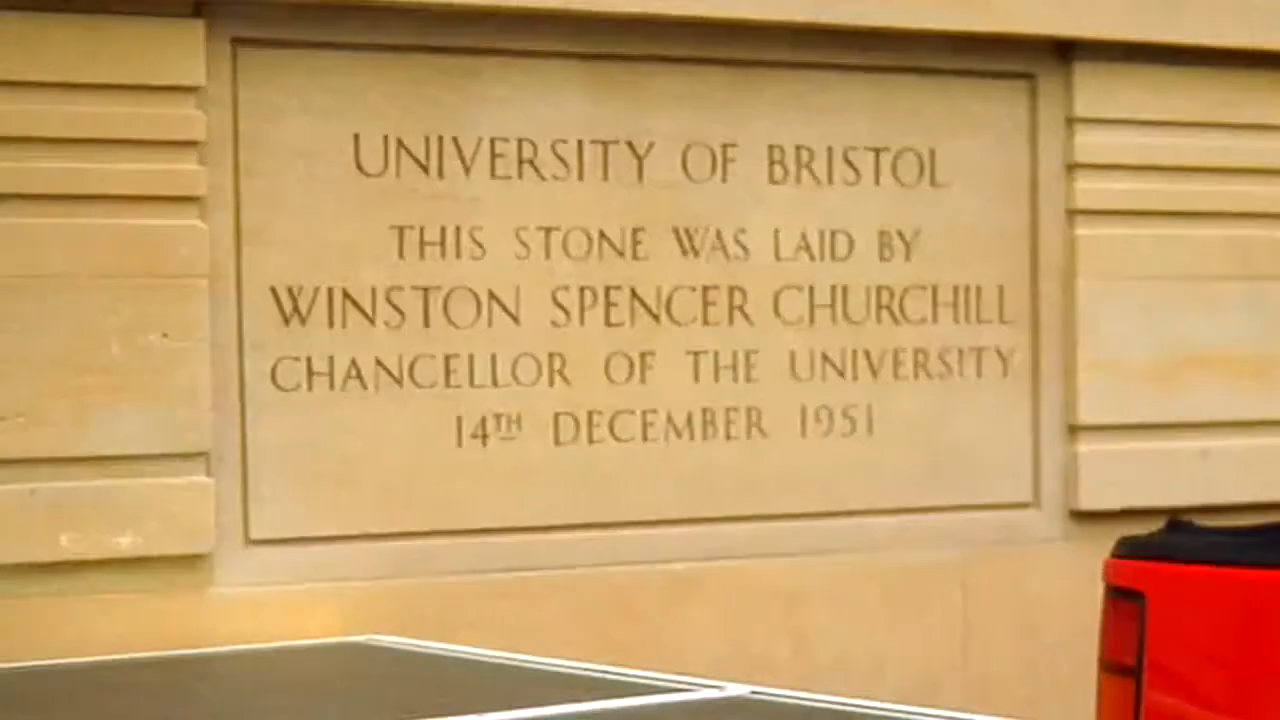 UNIVERSITY OF BRISTOL
THIS STONE WAS LAID BY
WINSTON SPENCER CHURCHILL
CHANCELLOR OF THE UNIVERSITY
14TH DECEMBER 1951